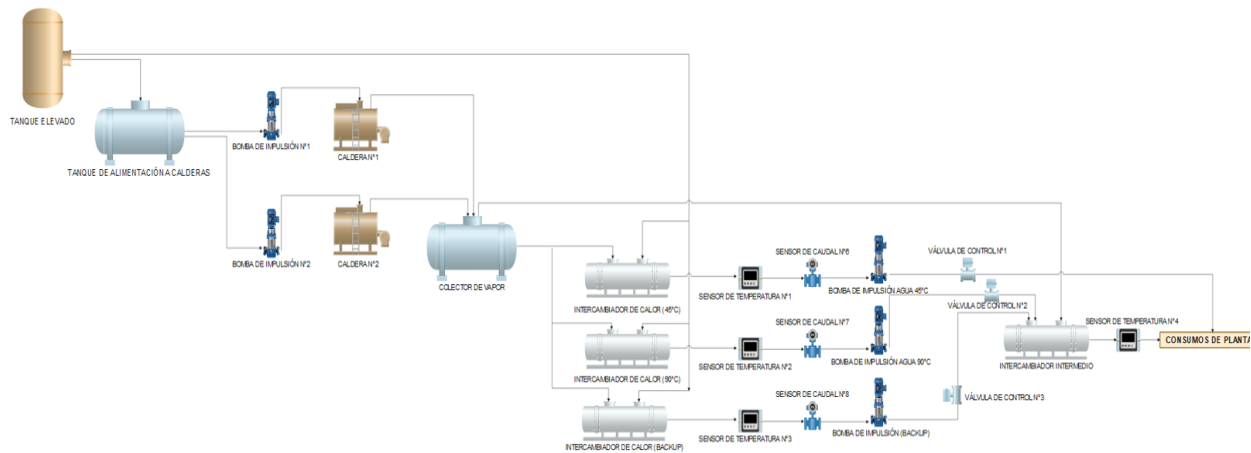 TANQUE ELEVADO
TANQUE DE ALIMENTACIÓN A CALDERAS
BOMBA DE IMPULSIÓN N°1
CALDERA N°1
BOMBA DE IMPULSIÓN N°2
CALDERA N°2
COLECTOR DE VAPOR
INTERCAMBIADOR DE CALOR (45°C)
SENSOR DE TEMPERATURA N°1
SENSOR DE CAUDAL N°6
BOMBA DE IMPULSIÓN AGUA 45°C
VÁLVULA DE CONTROL N°1
VÁLVULA DE CONTROL N°2
INTERCAMBIADOR DE CALOR (90°C)
SENSOR DE TEMPERATURA N°2
SENSOR DE CAUDAL N°7
BOMBA DE IMPULSIÓN AGUA 90°C
INTERCAMBIADOR INTERMEDIO
SENSOR DE TEMPERATURA N°4
CONSUMOS DE PLANTA
INTERCAMBIADOR DE CALOR (BACKUP)
SENSOR DE TEMPERATURA N°3
SENSOR DE CAUDAL N°8
BOMBA DE IMPULSIÓN (BACKUP)
VÁLVULA DE CONTROL N°3